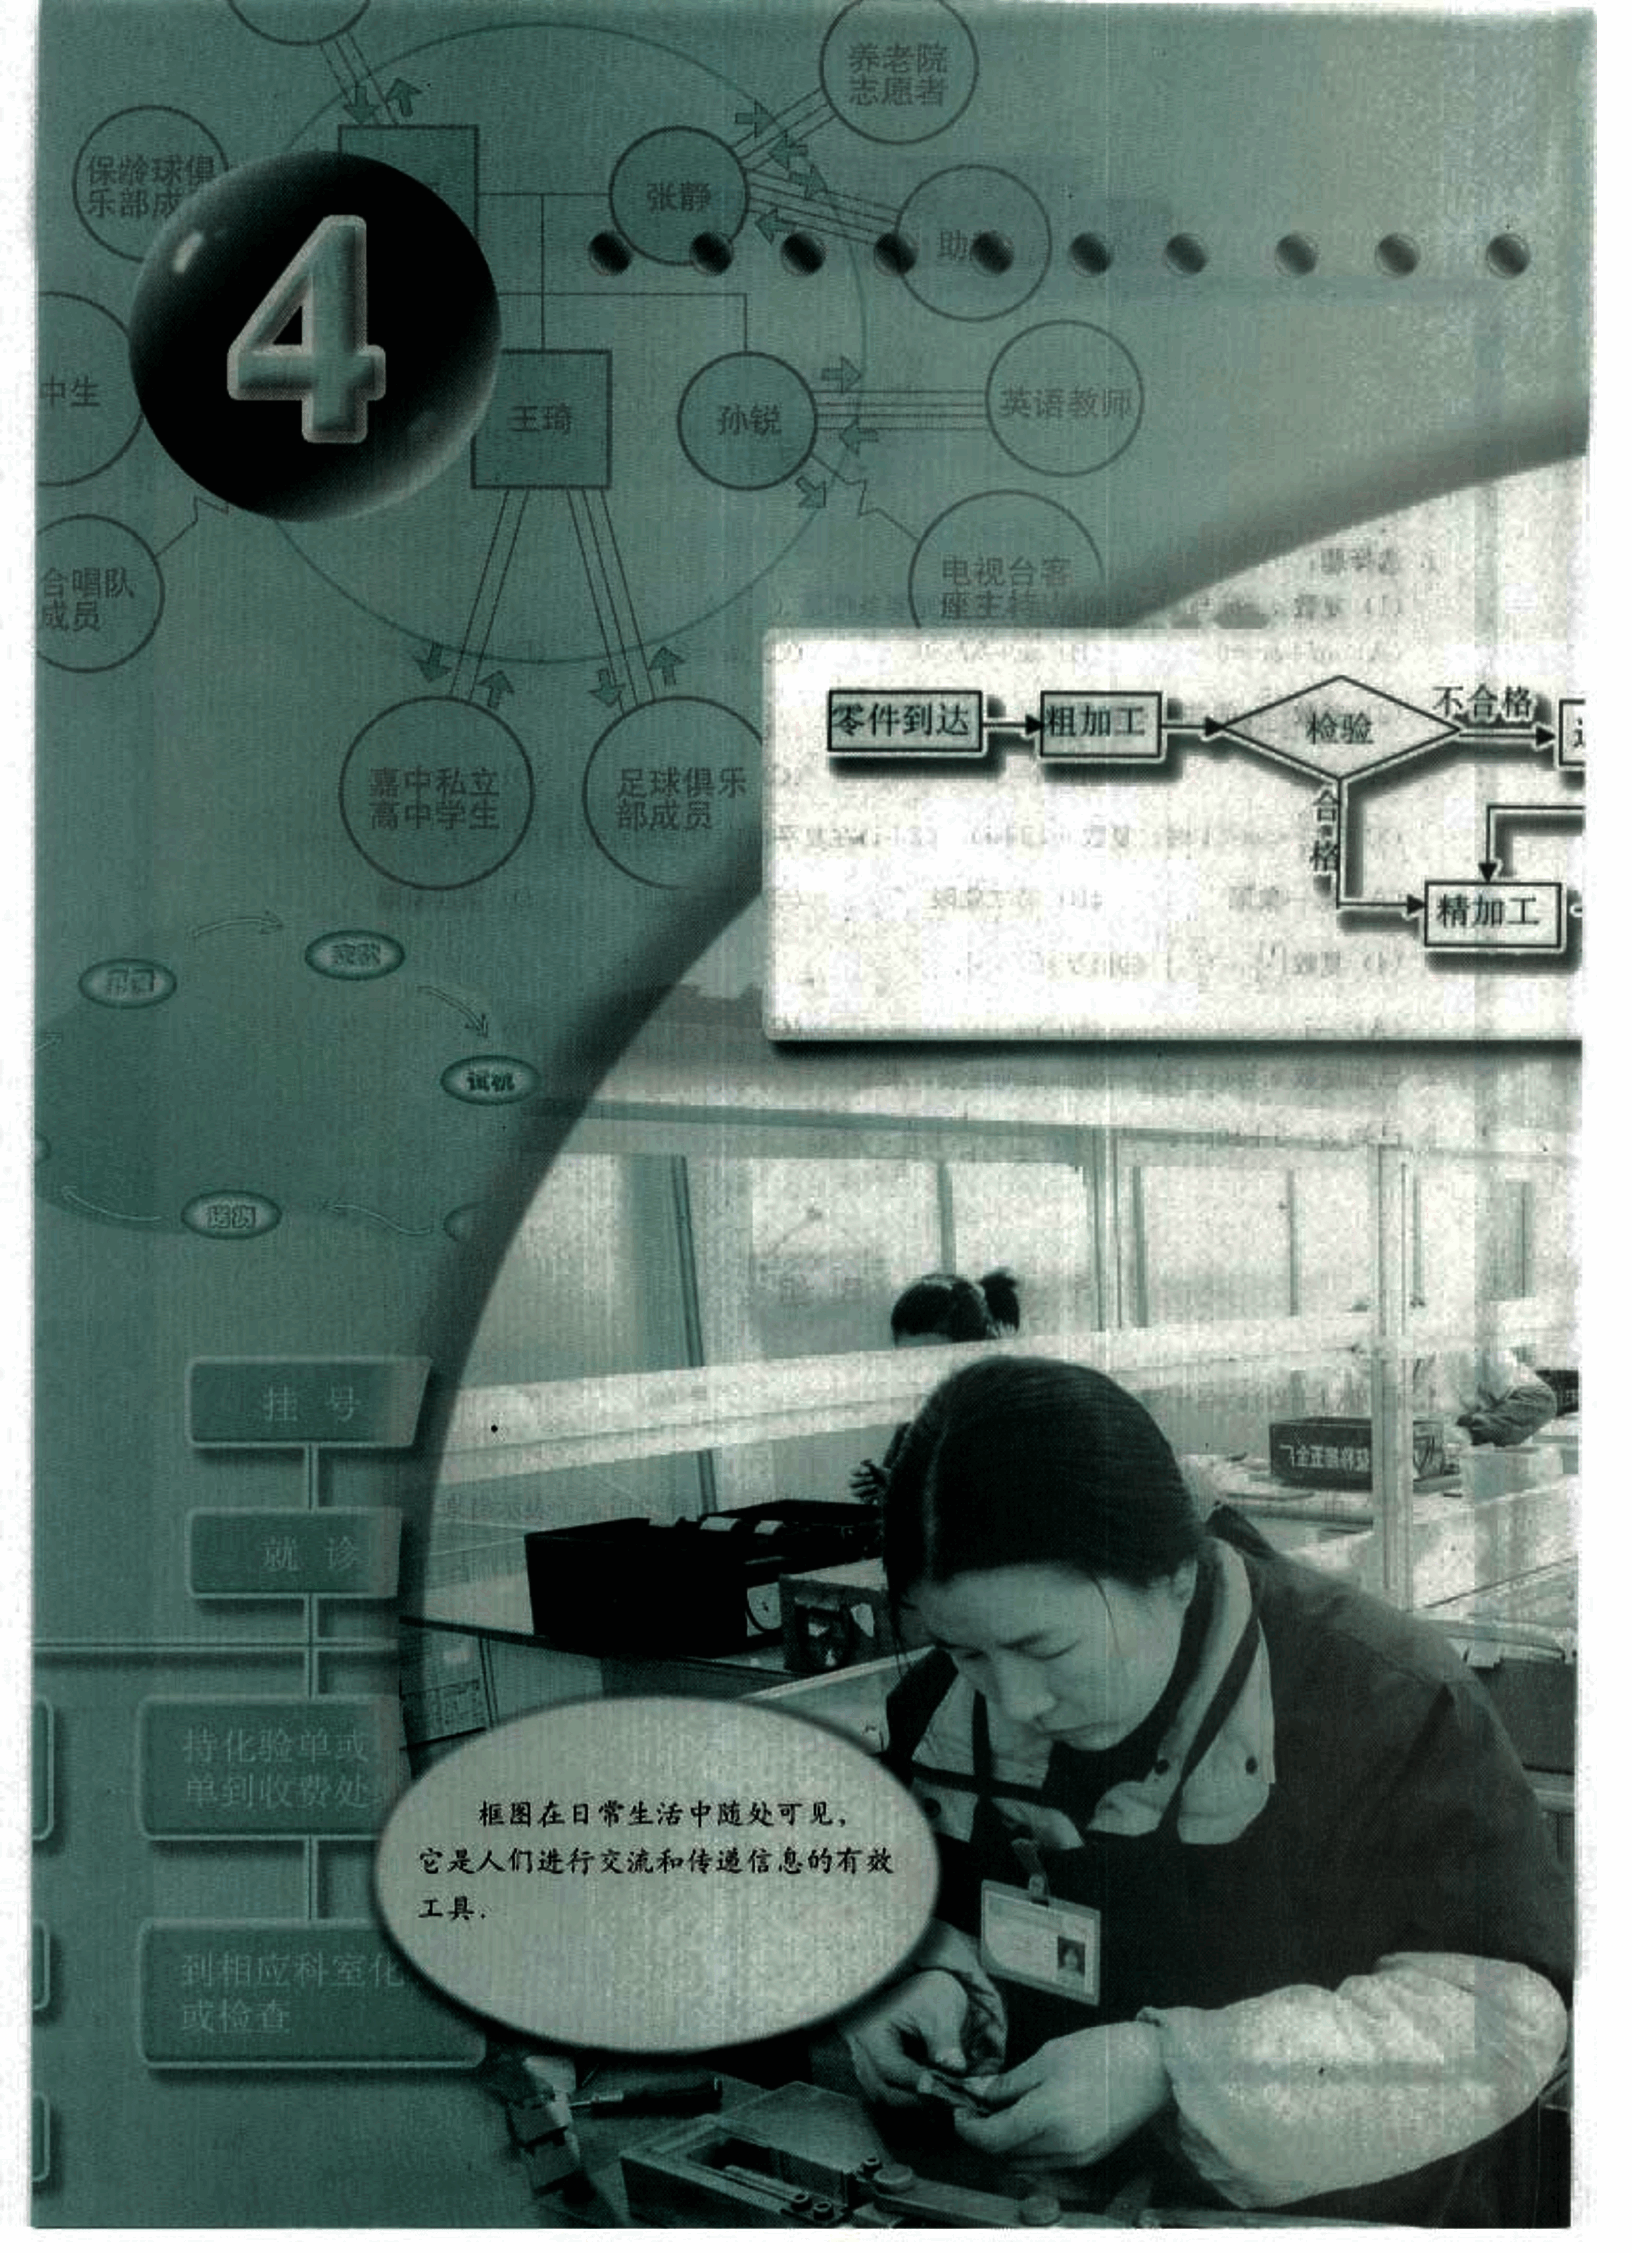 养老院
志愿者
保龄球俱
乐部成
张静
助
4
中生
王琦
孙锐
英语教师
合唱队
成员
电视台客
座主持
嘉中私立
高中学生
足球俱乐
部成员
零件到达
粗加工
检验
不合格
合格
精加工
试机
挂 号
就 诊
持化验单或
单到收费处
到相应科室化
或检查
框图在日常生活中随处可见，
它是人们进行交流和传递信息的有效
工具．